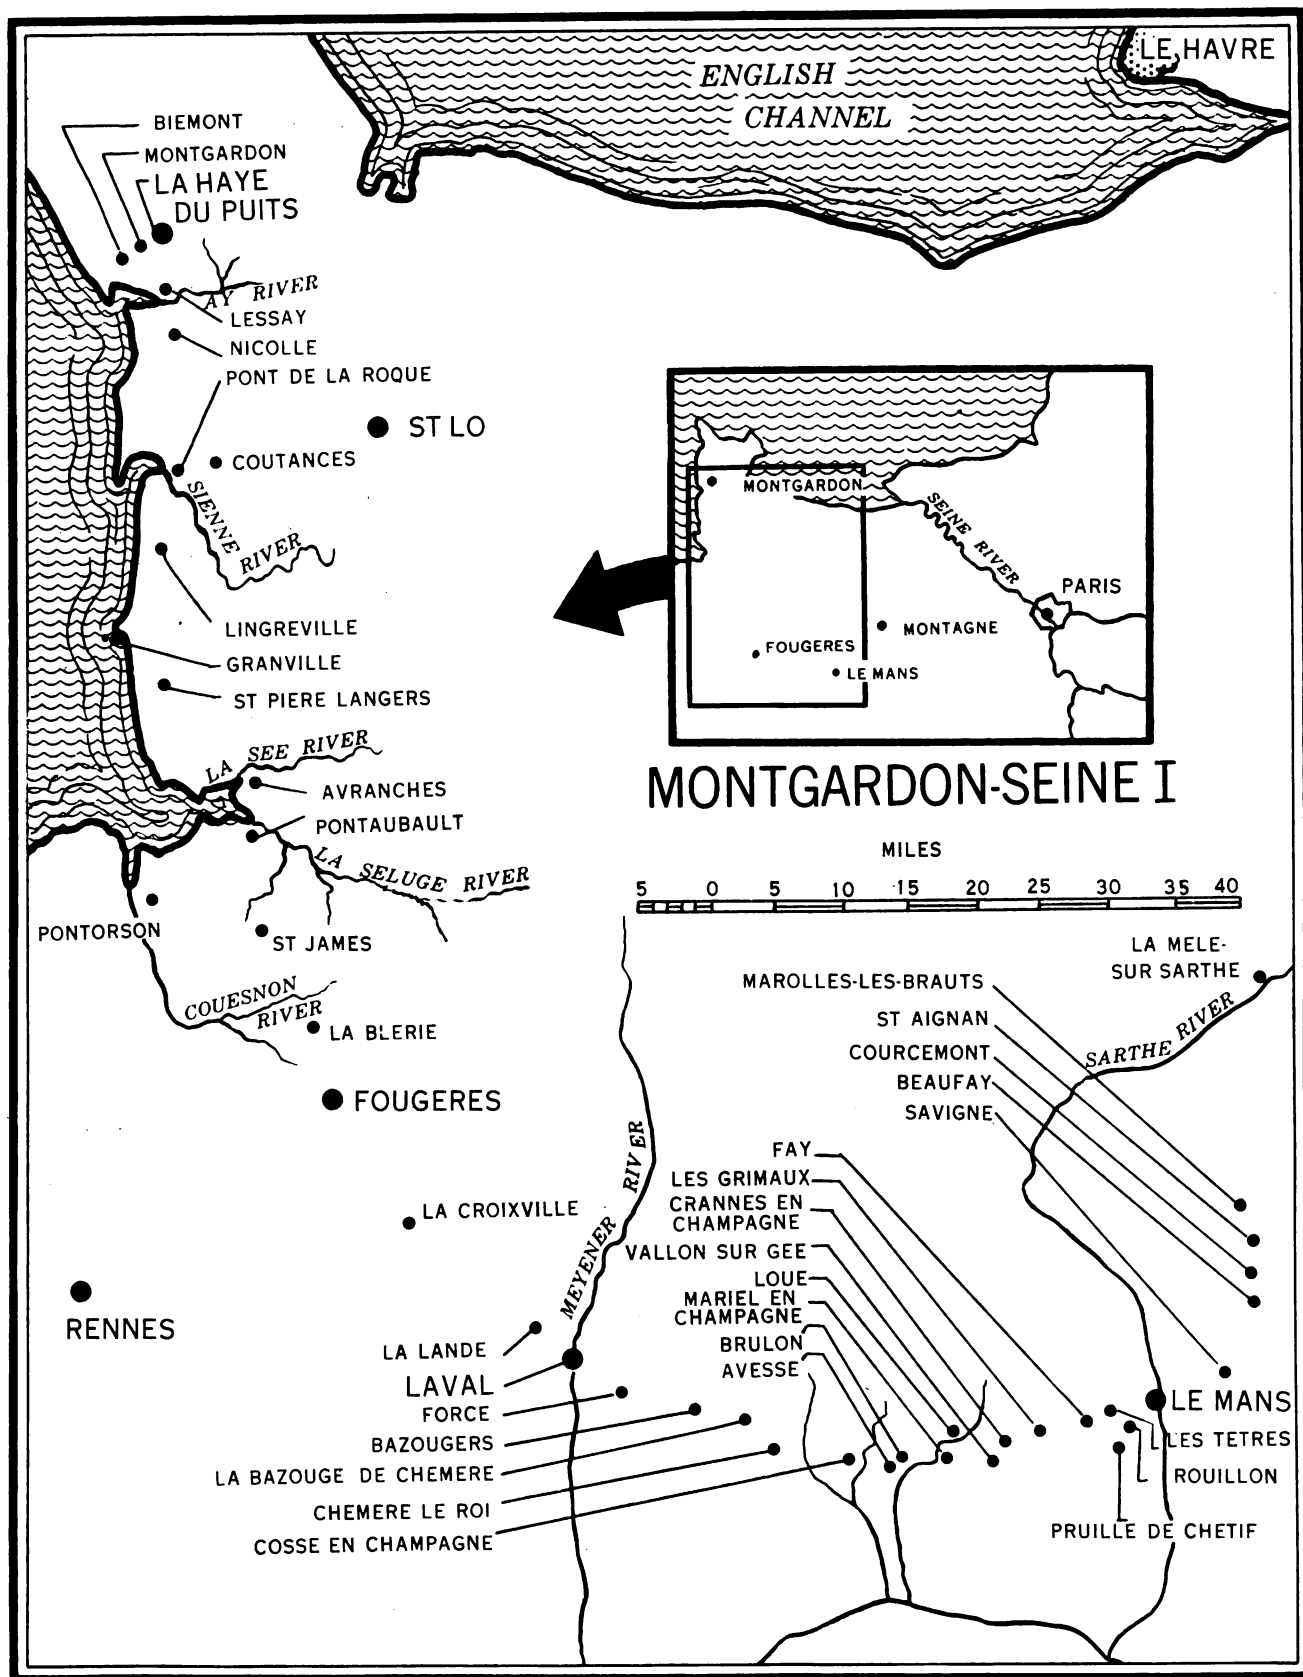 ENGLISH
CHANNEL
LE HAVRE
BIEMONT
MONTGARDON
LA HAYE
DU PUITS
AY RIVER
LESSAY
NICOLLE
PONT DE LA ROQUE
ST LO
COUTANCES
SIENNE
RIVER
LINGREVILLE
GRANVILLE
ST PIERE LANGERS
LA SEE RIVER
AVRANCHES
PONTAUBAULT
LA SELUGE RIVER
PONTORSON
ST JAMES
COUESNON
RIVER
LA BLERIE
FOUGERES
MONTGARDON
SEINE RIVER
PARIS
MONTAGNE
FOUGERES
LE MANS
MONTGARDON-SEINE I
MILES
5 0 5 10 15 20 25 30 35 40
LA MELE-
SUR SARTHE
MAROLLES-LES-BRAUTS
ST AIGNAN
COURCEMONT
BEAUFAY
SAVIGNE
SARTHE RIVER
FAY
LES GRIMAUX
CRANNES EN
CHAMPAGNE
VALLON SUR GEE
LOUE
MARIEL EN
CHAMPAGNE
BRULON
AVESSE
MEYENER RIVER
LA CROIXVILLE
RENNES
LA LANDE
LAVAL
FORCE
BAZOUGERS
LA BAZOUGE DE CHEMERE
CHEMERE LE ROI
COSSE EN CHAMPAGNE
LE MANS
LES TETRES
ROUILLON
PRUILLE DE CHETIF